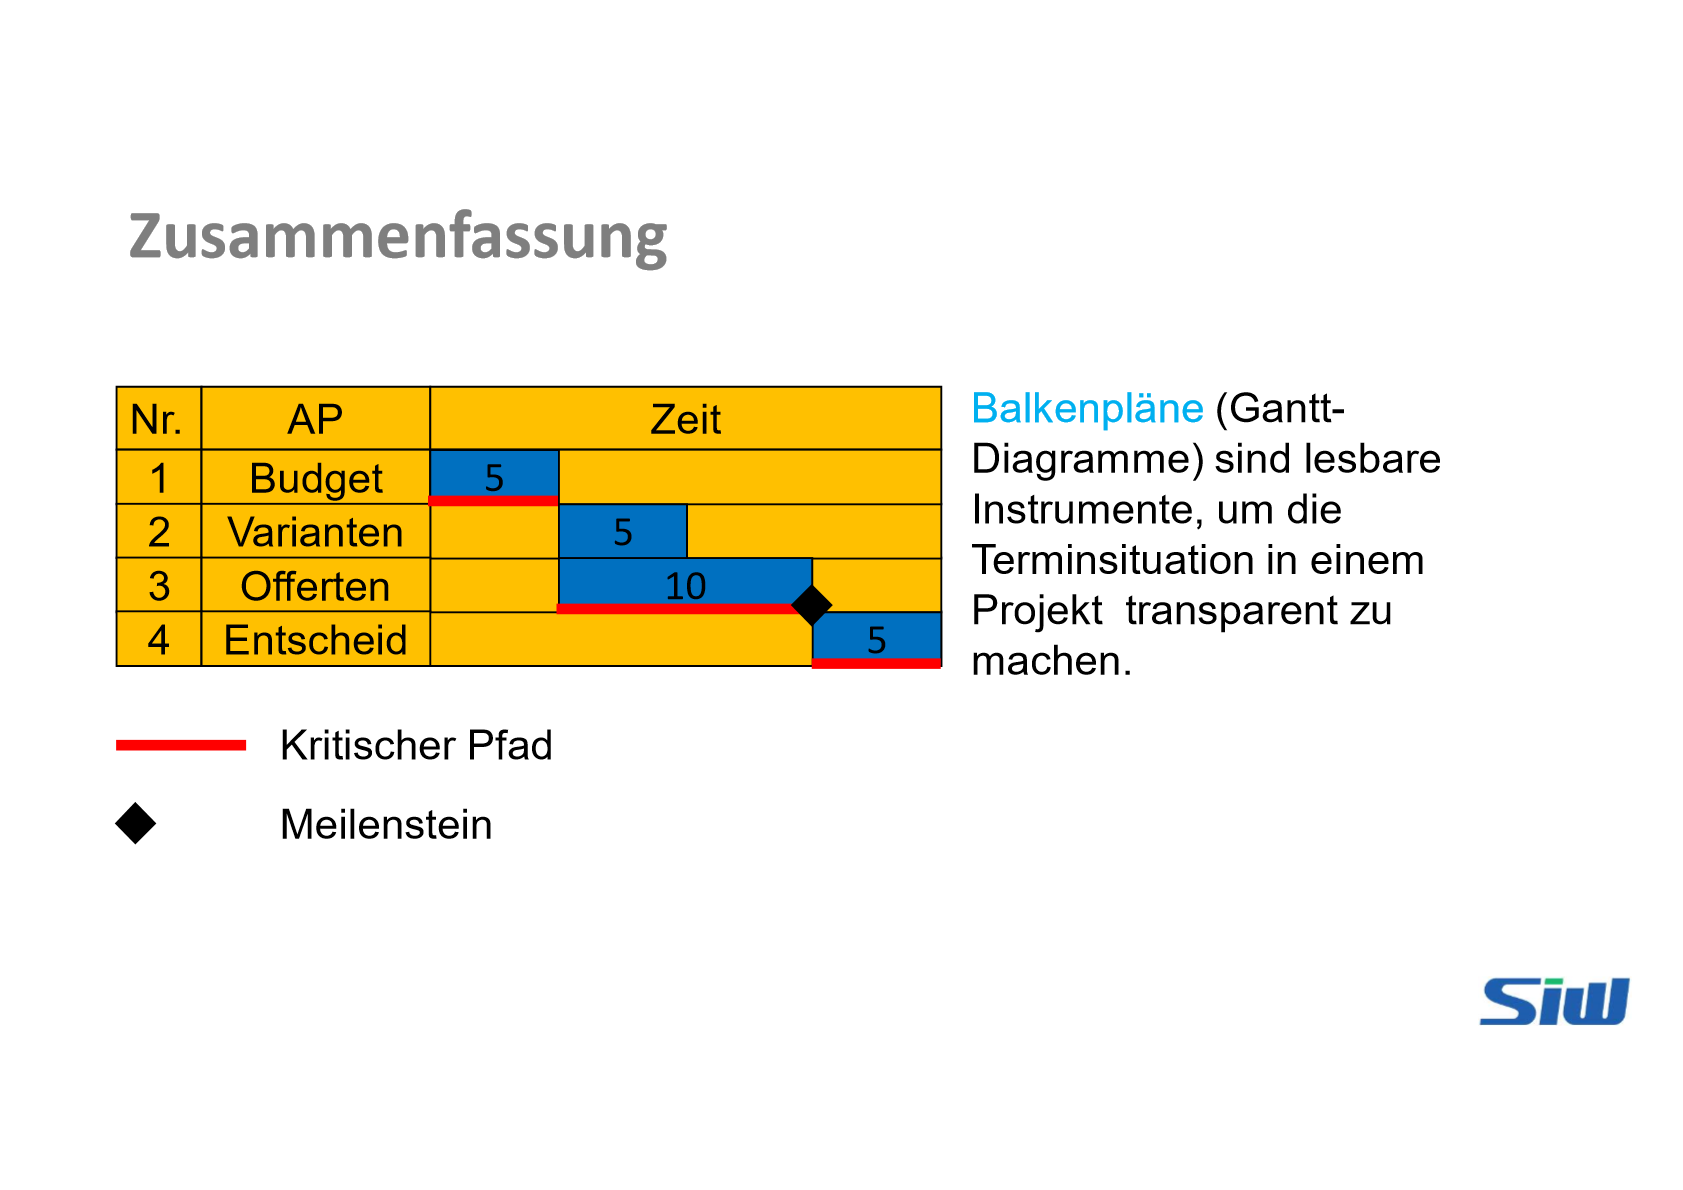 Zusammenfassung
Nr. AP Zeit
1 Budget 5
2 Varianten 5
3 Offerten 10
4 Entscheid 5
Balkenpläne (Gantt-
Diagramme) sind lesbare
Instrumente, um die
Terminsituation in einem
Projekt  transparent zu
machen.
Kritischer Pfad
Meilenstein
Siw